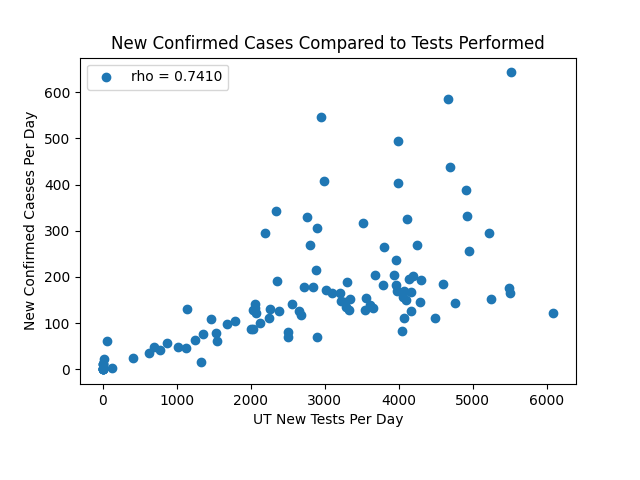 New Confirmed Cases Compared to Tests Performed
rho = 0.7410
New Confirmed Caeses Per Day
600
500
400
300
200
100
0
0 1000 2000 3000 4000 5000 6000
UT New Tests Per Day